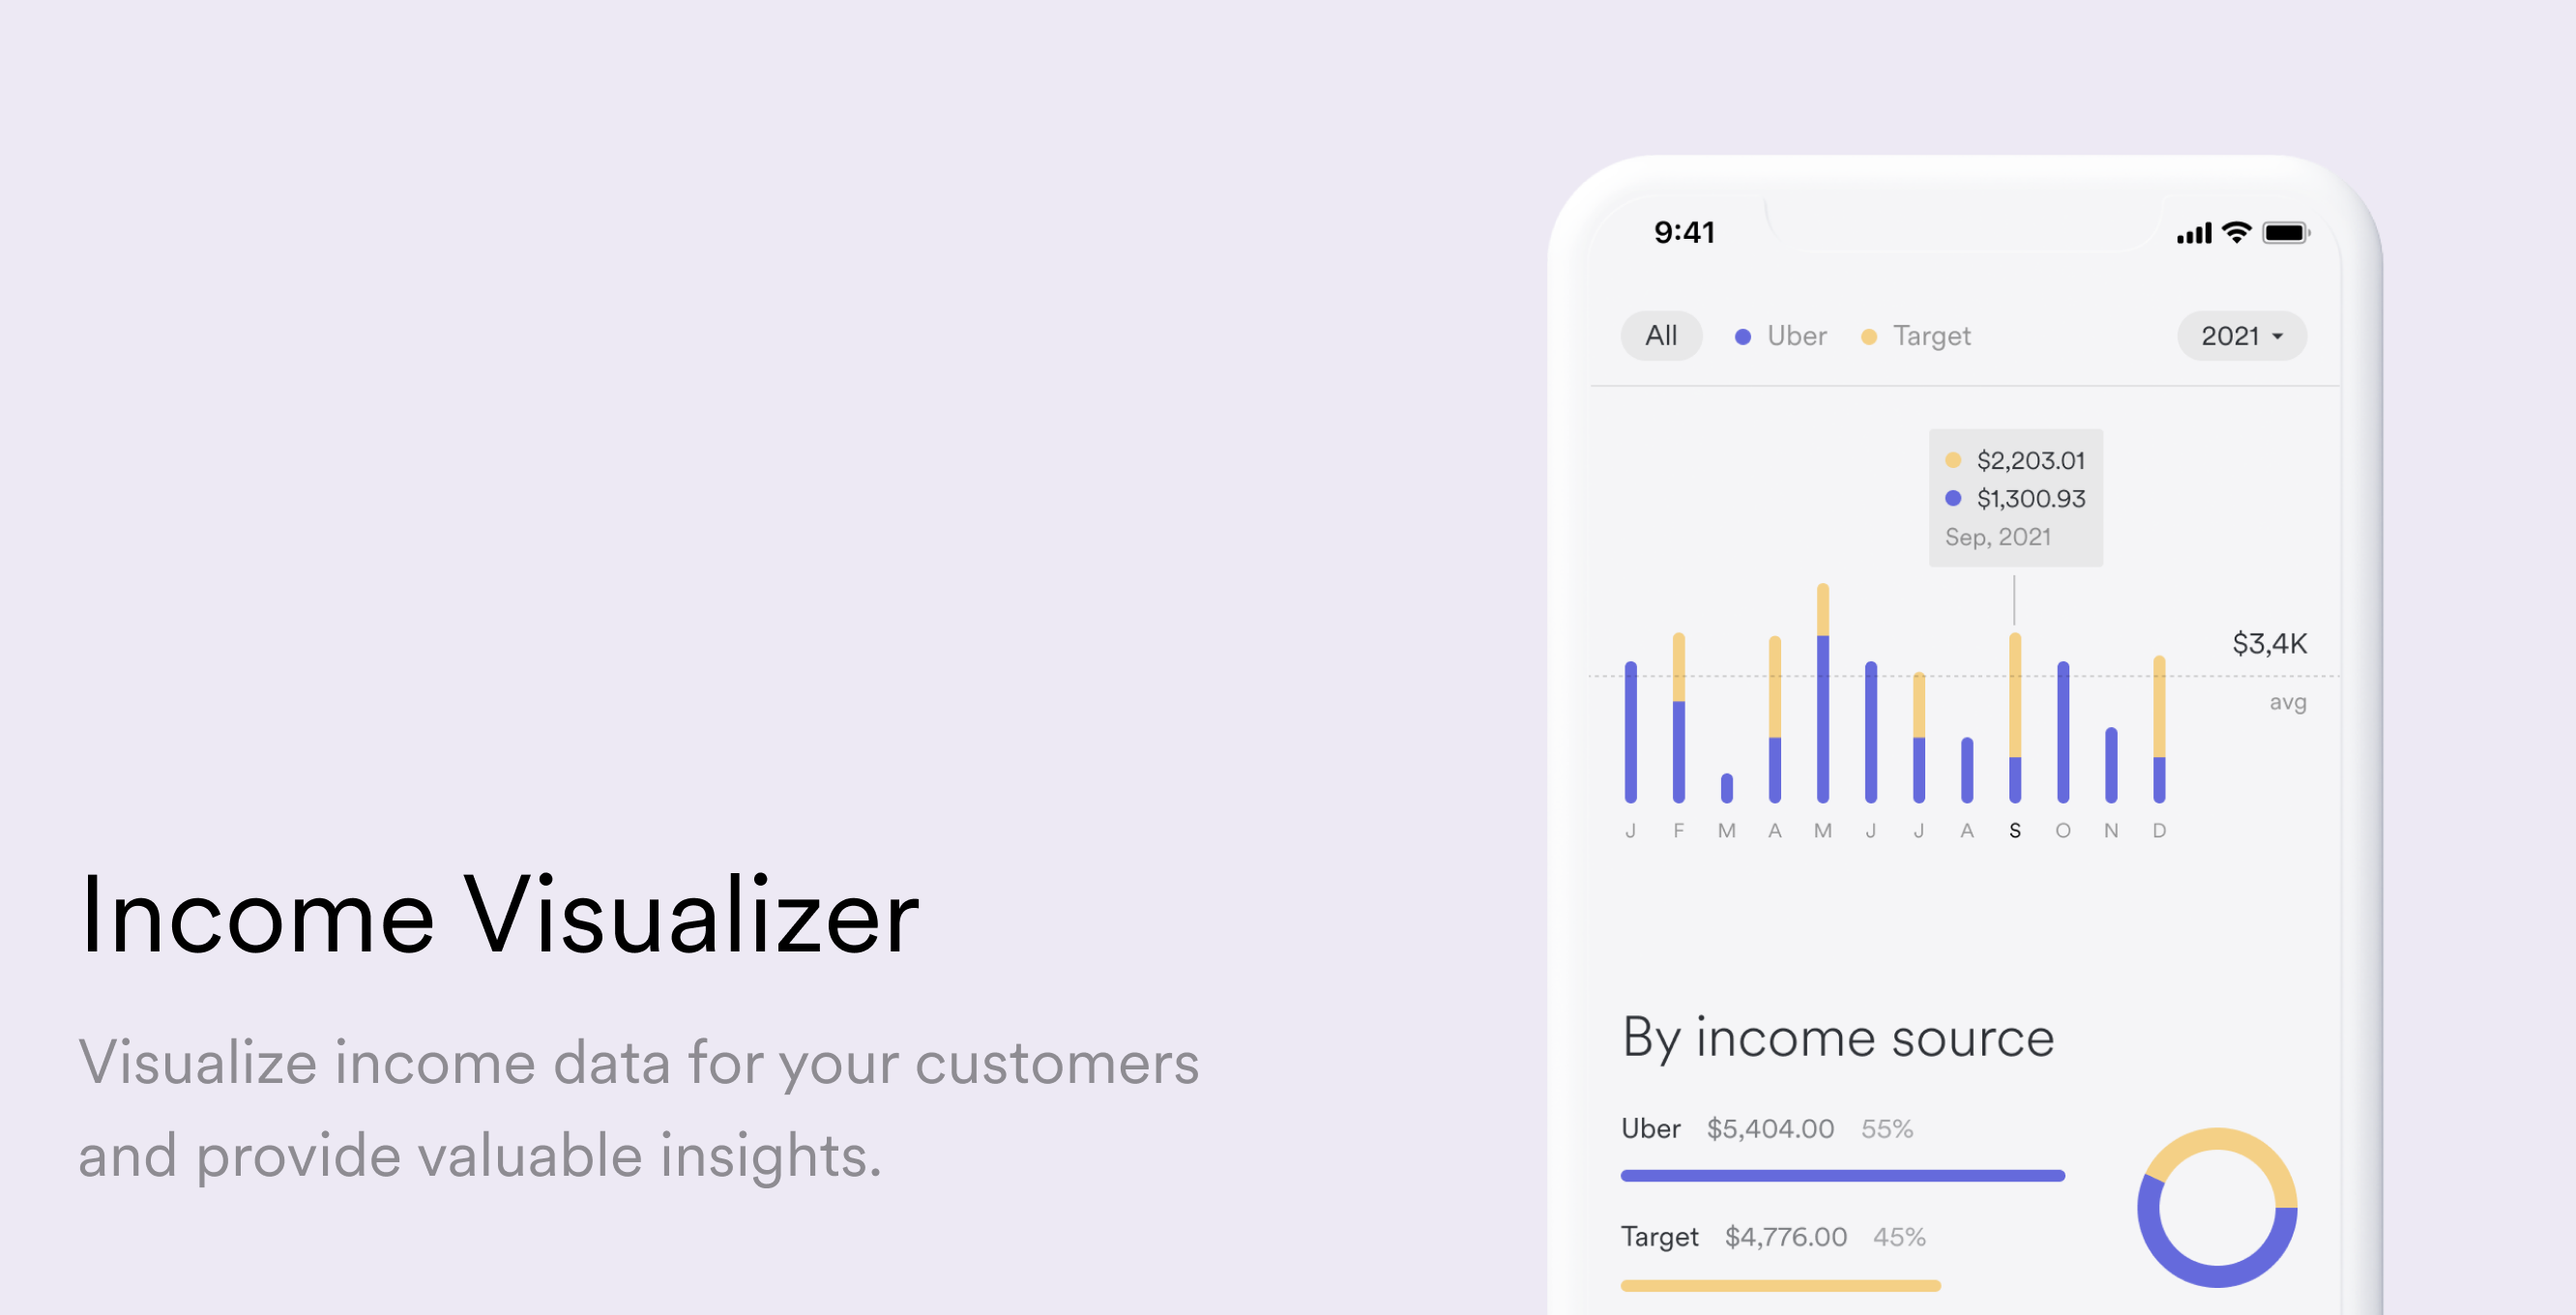 Income Visualizer
Visualize income data for your customers
and provide valuable insights.
9:41
All Uber Target 2021
$2,203.01
$1,300.93
Sep, 2021
$3,4K
avg
J F M A M J J A S O N D
By income source
Uber $5,404.00 55%
Target $4,776.00 45%